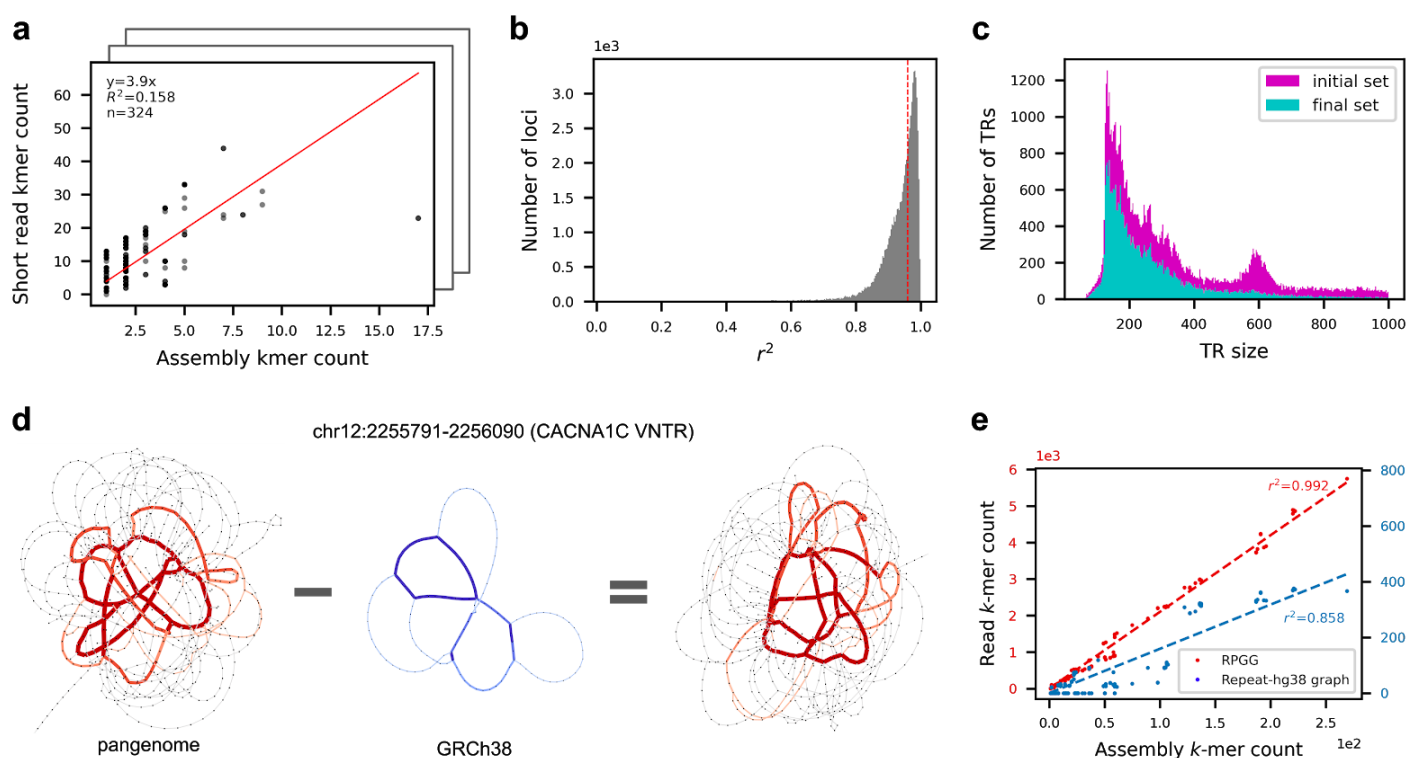 a
y=3.9x
R²=0.158
n=324
Short read kmer count
60
50
40
30
20
10
0
2.5 5.0 7.5 10.0 12.5 15.0 17.5
Assembly kmer count
b
1e3
Number of loci
3.0
2.5
2.0
1.5
1.0
0.5
0.0
0.0 0.2 0.4 0.6 0.8 1.0
r²
c
initial set
final set
Number of TRs
1200
1000
800
600
400
200
0
200 400 600 800 1000
TR size
d
chr12:2255791-2256090 (CACNA1C VNTR)
pangenome
GRCh38
e
1e3
Read k-mer count
6
5
4
3
2
1
0
r²=0.992
r²=0.858
800
600
400
200
0
RPGG
Repeat-hg38 graph
0.0 0.5 1.0 1.5 2.0 2.5
Assembly k-mer count
1e2